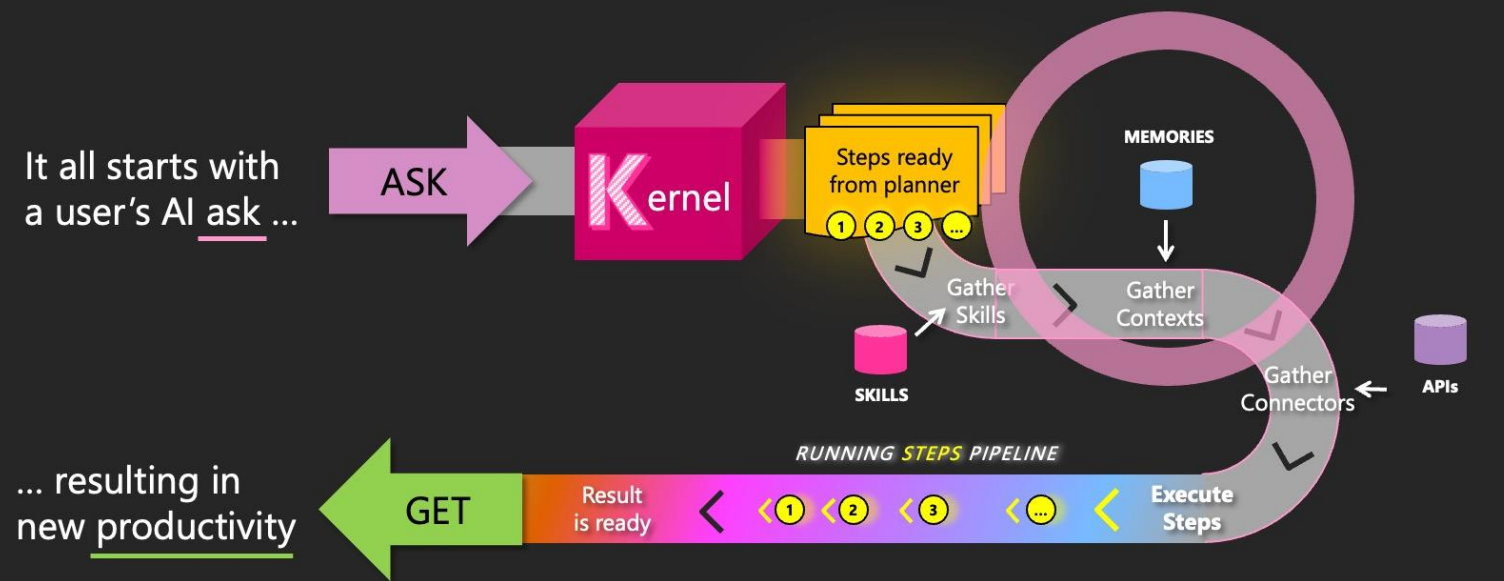 It all starts with
a user's AI ask ...
ASK
Kernel
Steps ready
from planner
1 2 3 ...
MEMORIES
Gather
Skills
Gather
Contexts
SKILLS
Gather
Connectors
APIs
RUNNING STEPS PIPELINE
... resulting in
new productivity
GET
Result
is ready
1 2 3 ...
Execute
Steps